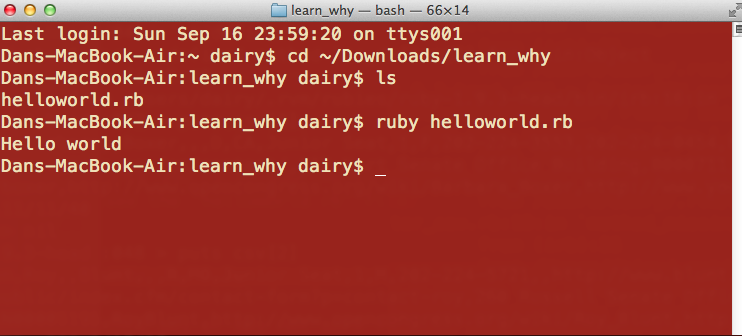 learn_why — bash — 66×14
Last login: Sun Sep 16 23:59:20 on ttys001
Dans-MacBook-Air:~ dairy$ cd ~/Downloads/learn_why
Dans-MacBook-Air:learn_why dairy$ ls
helloworld.rb
Dans-MacBook-Air:learn_why dairy$ ruby helloworld.rb
Hello world
Dans-MacBook-Air:learn_why dairy$ _